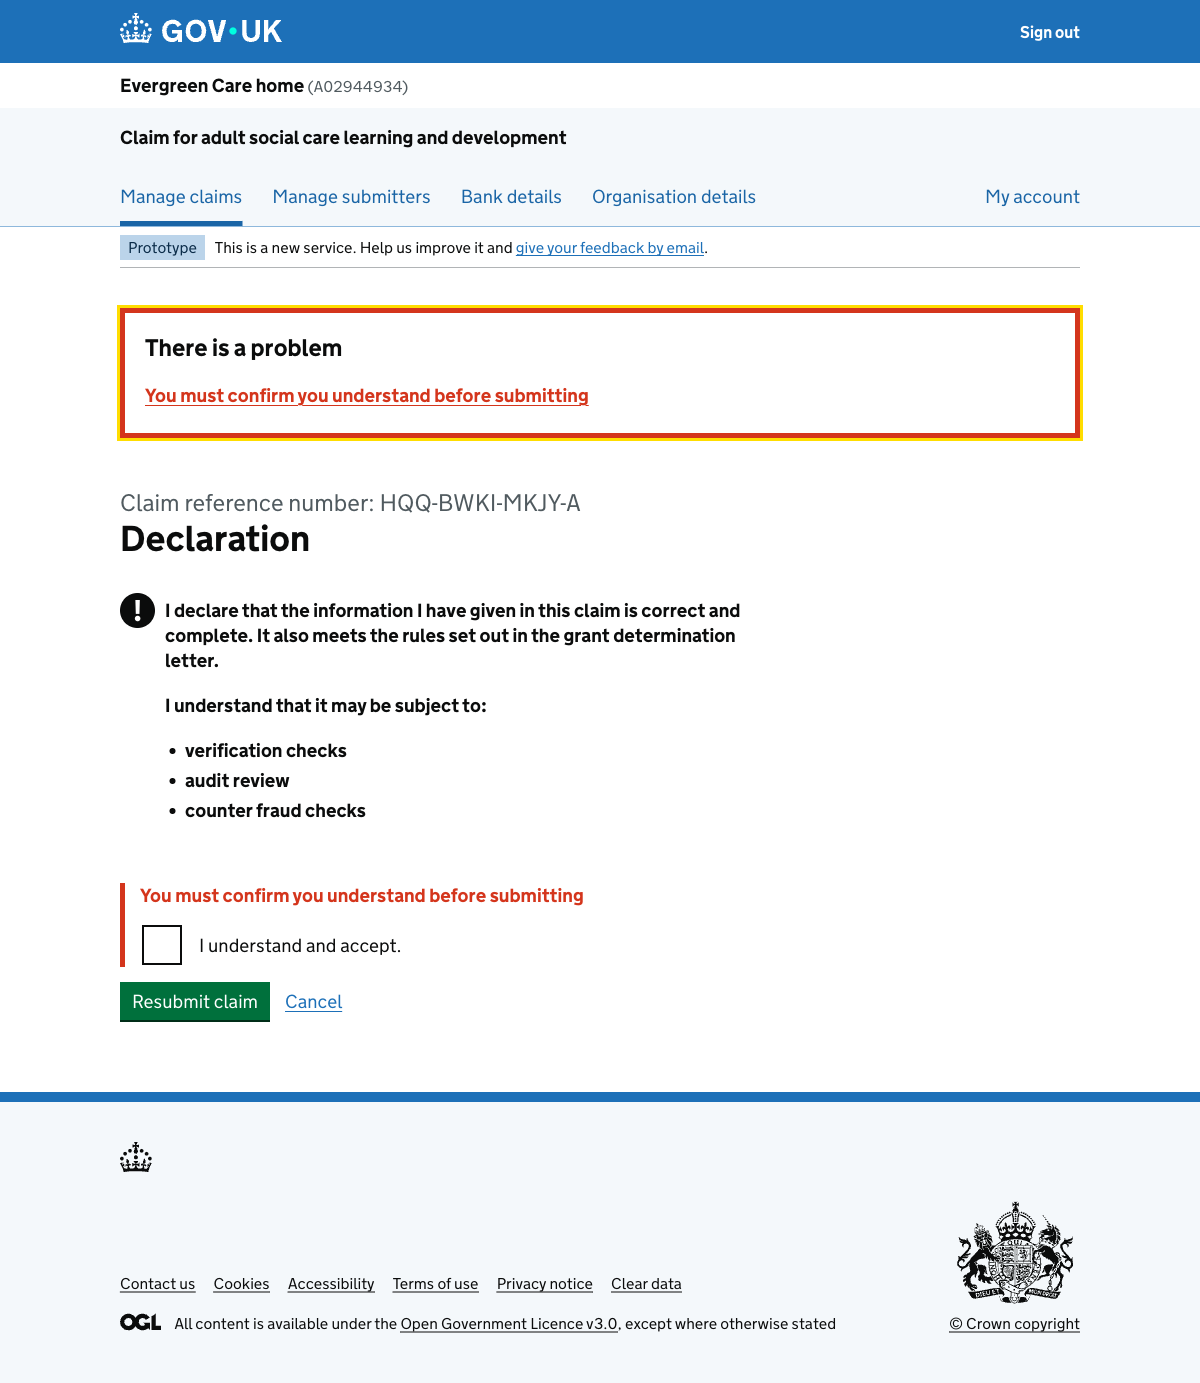 GOV·UK
Sign out
Evergreen Care home (A02944934)
Claim for adult social care learning and development
Manage claims Manage submitters Bank details Organisation details My account
Prototype This is a new service. Help us improve it and give your feedback by email.
There is a problem
You must confirm you understand before submitting
Claim reference number: HQQ-BWKI-MKJY-A
Declaration
! I declare that the information I have given in this claim is correct and
complete. It also meets the rules set out in the grant determination
letter.
I understand that it may be subject to:
• verification checks
• audit review
• counter fraud checks
You must confirm you understand before submitting
I understand and accept.
Resubmit claim Cancel
Contact us Cookies Accessibility Terms of use Privacy notice Clear data
OGL All content is available under the Open Government Licence v3.0, except where otherwise stated
© Crown copyright